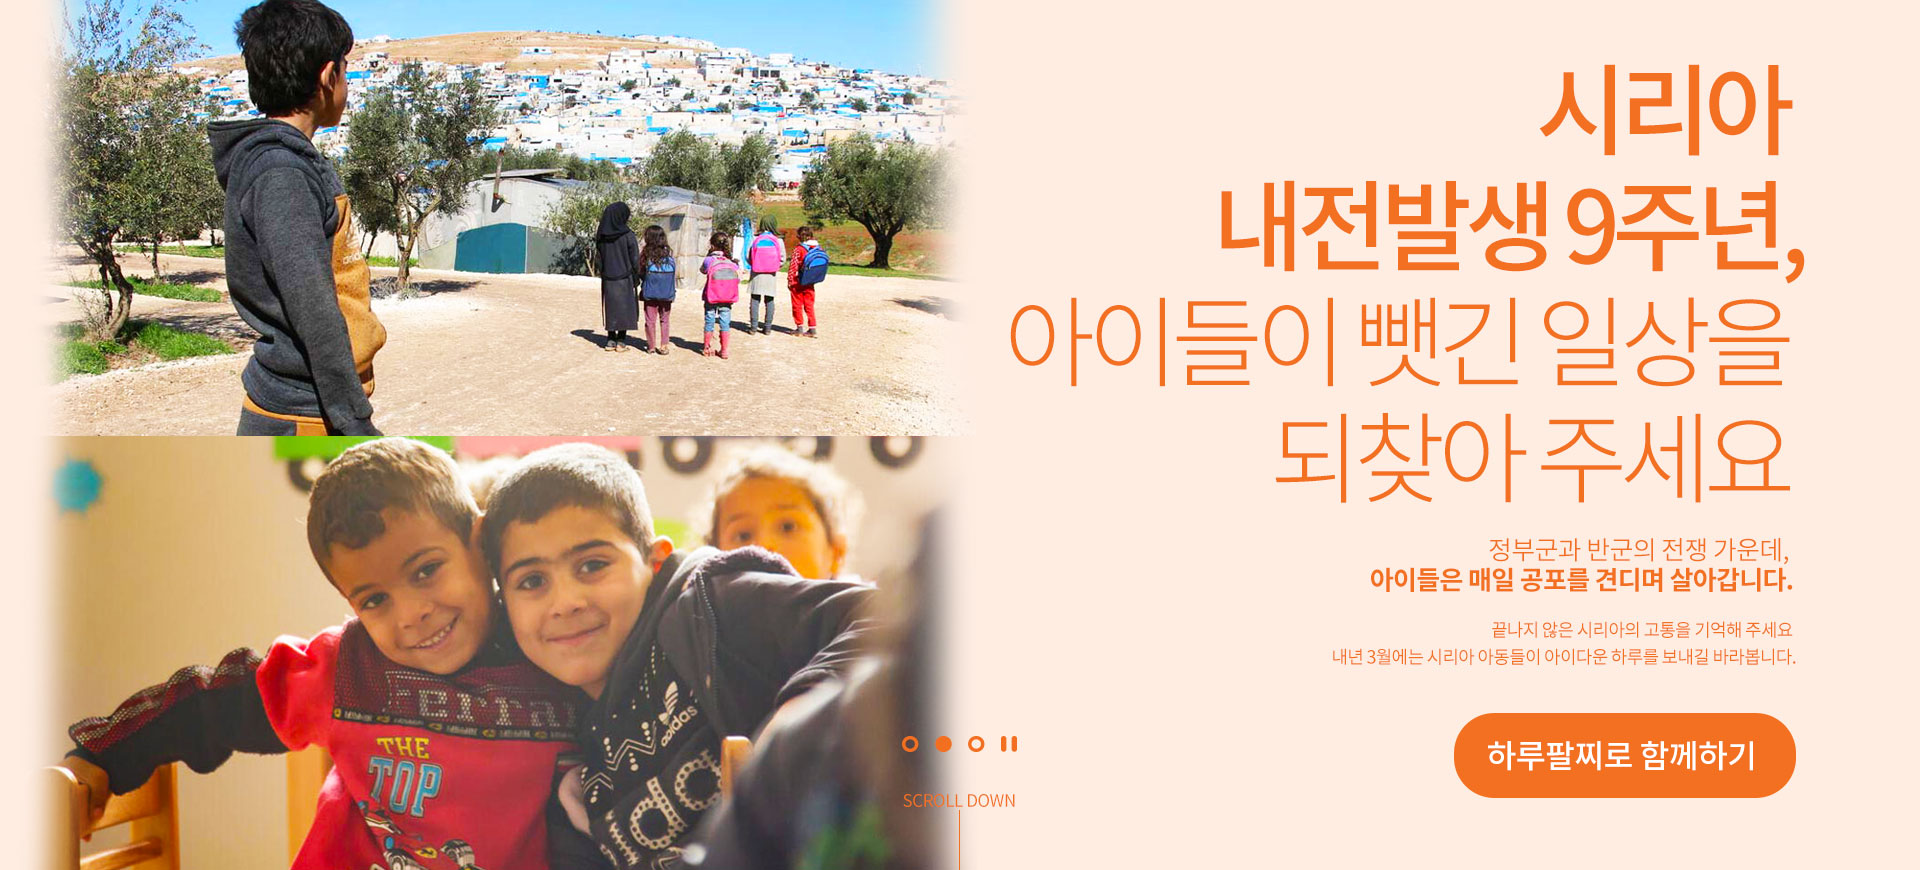 시리아
내전발생 9주년,
아이들이 뺏긴 일상을
되찾아 주세요
정부군과 반군의 전쟁 가운데,
아이들은 매일 공포를 견디며 살아갑니다.
끝나지 않은 시리아의 고통을 기억해 주세요
내년 3월에는 시리아 아동들이 아이다운 하루를 보내길 바라봅니다.
하루팔찌로 함께하기
SCROLL DOWN
Ferrar
THE
TOP
adidas